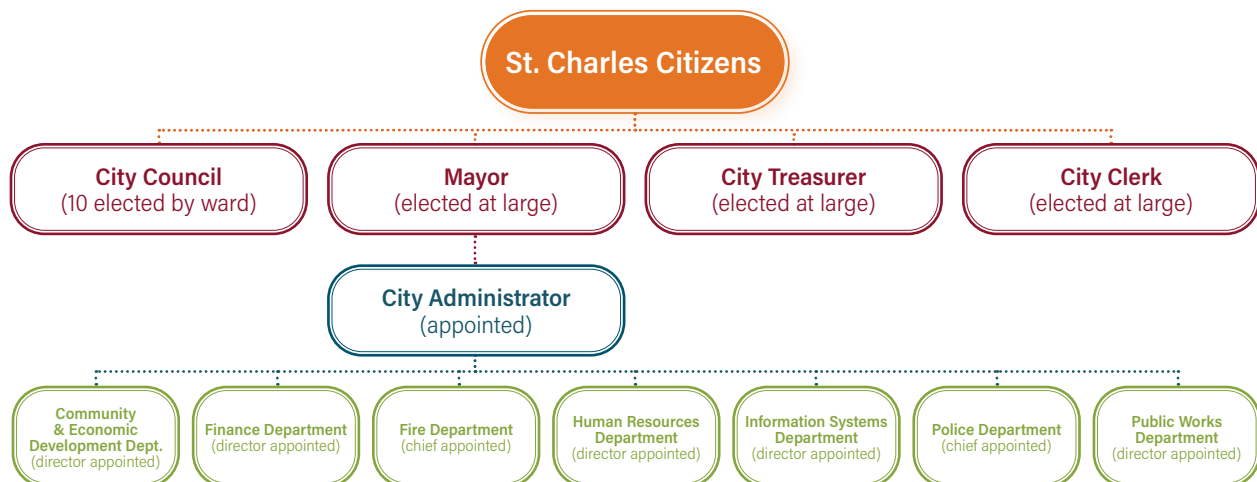 St. Charles Citizens
City Council
(10 elected by ward)
Mayor
(elected at large)
City Treasurer
(elected at large)
City Clerk
(elected at large)
City Administrator
(appointed)
Community
& Economic
Development Dept.
(director appointed)
Finance Department
(director appointed)
Fire Department
(chief appointed)
Human Resources
Department
(director appointed)
Information Systems
Department
(director appointed)
Police Department
(chief appointed)
Public Works
Department
(director appointed)